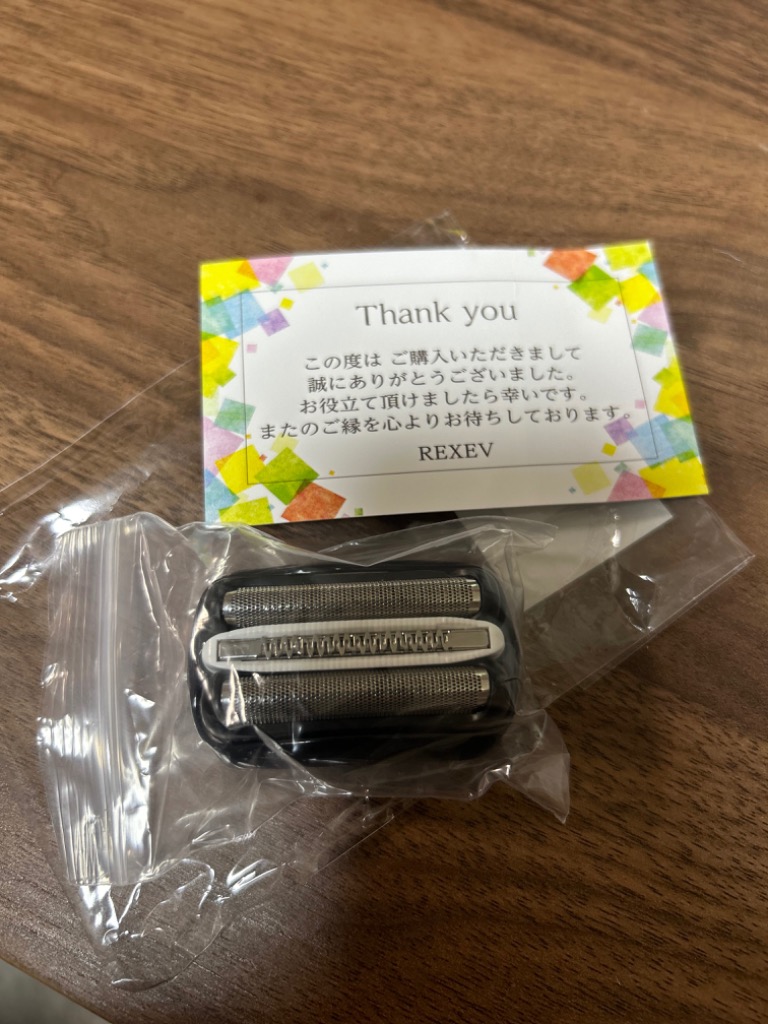 Thank you
この度は ご購入いただきまして
誠にありがとうございました。
お役立て頂けましたら幸いです。
またのご縁を心よりお待ちしております。
REXEV